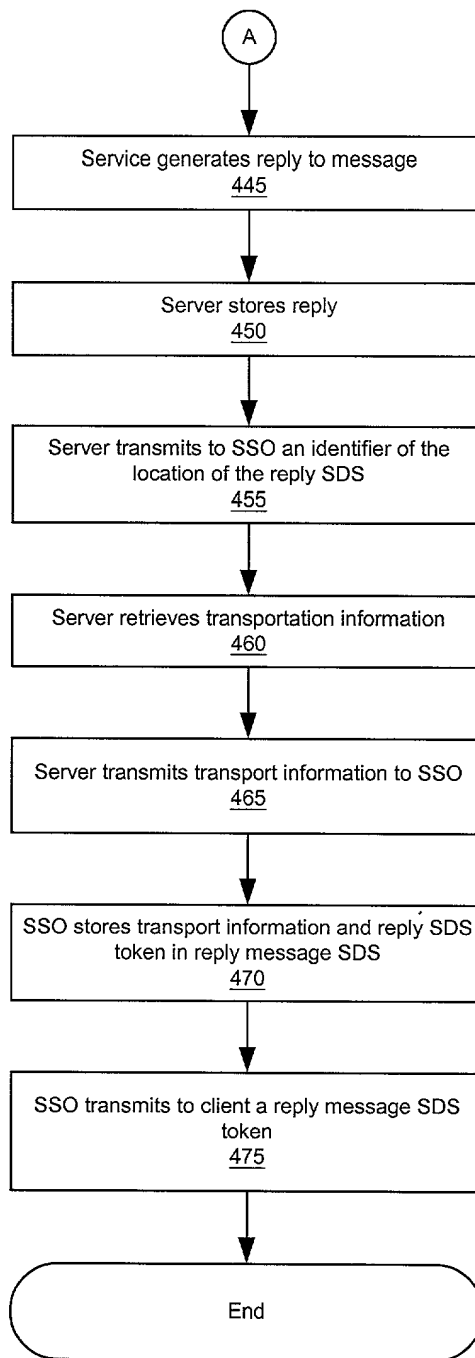 A
Service generates reply to message
445
Server stores reply
450
Server transmits to SSO an identifier of the
location of the reply SDS
455
Server retrieves transportation information
460
Server transmits transport information to SSO
465
SSO stores transport information and reply SDS
token in reply message SDS
470
SSO transmits to client a reply message SDS
token
475
End